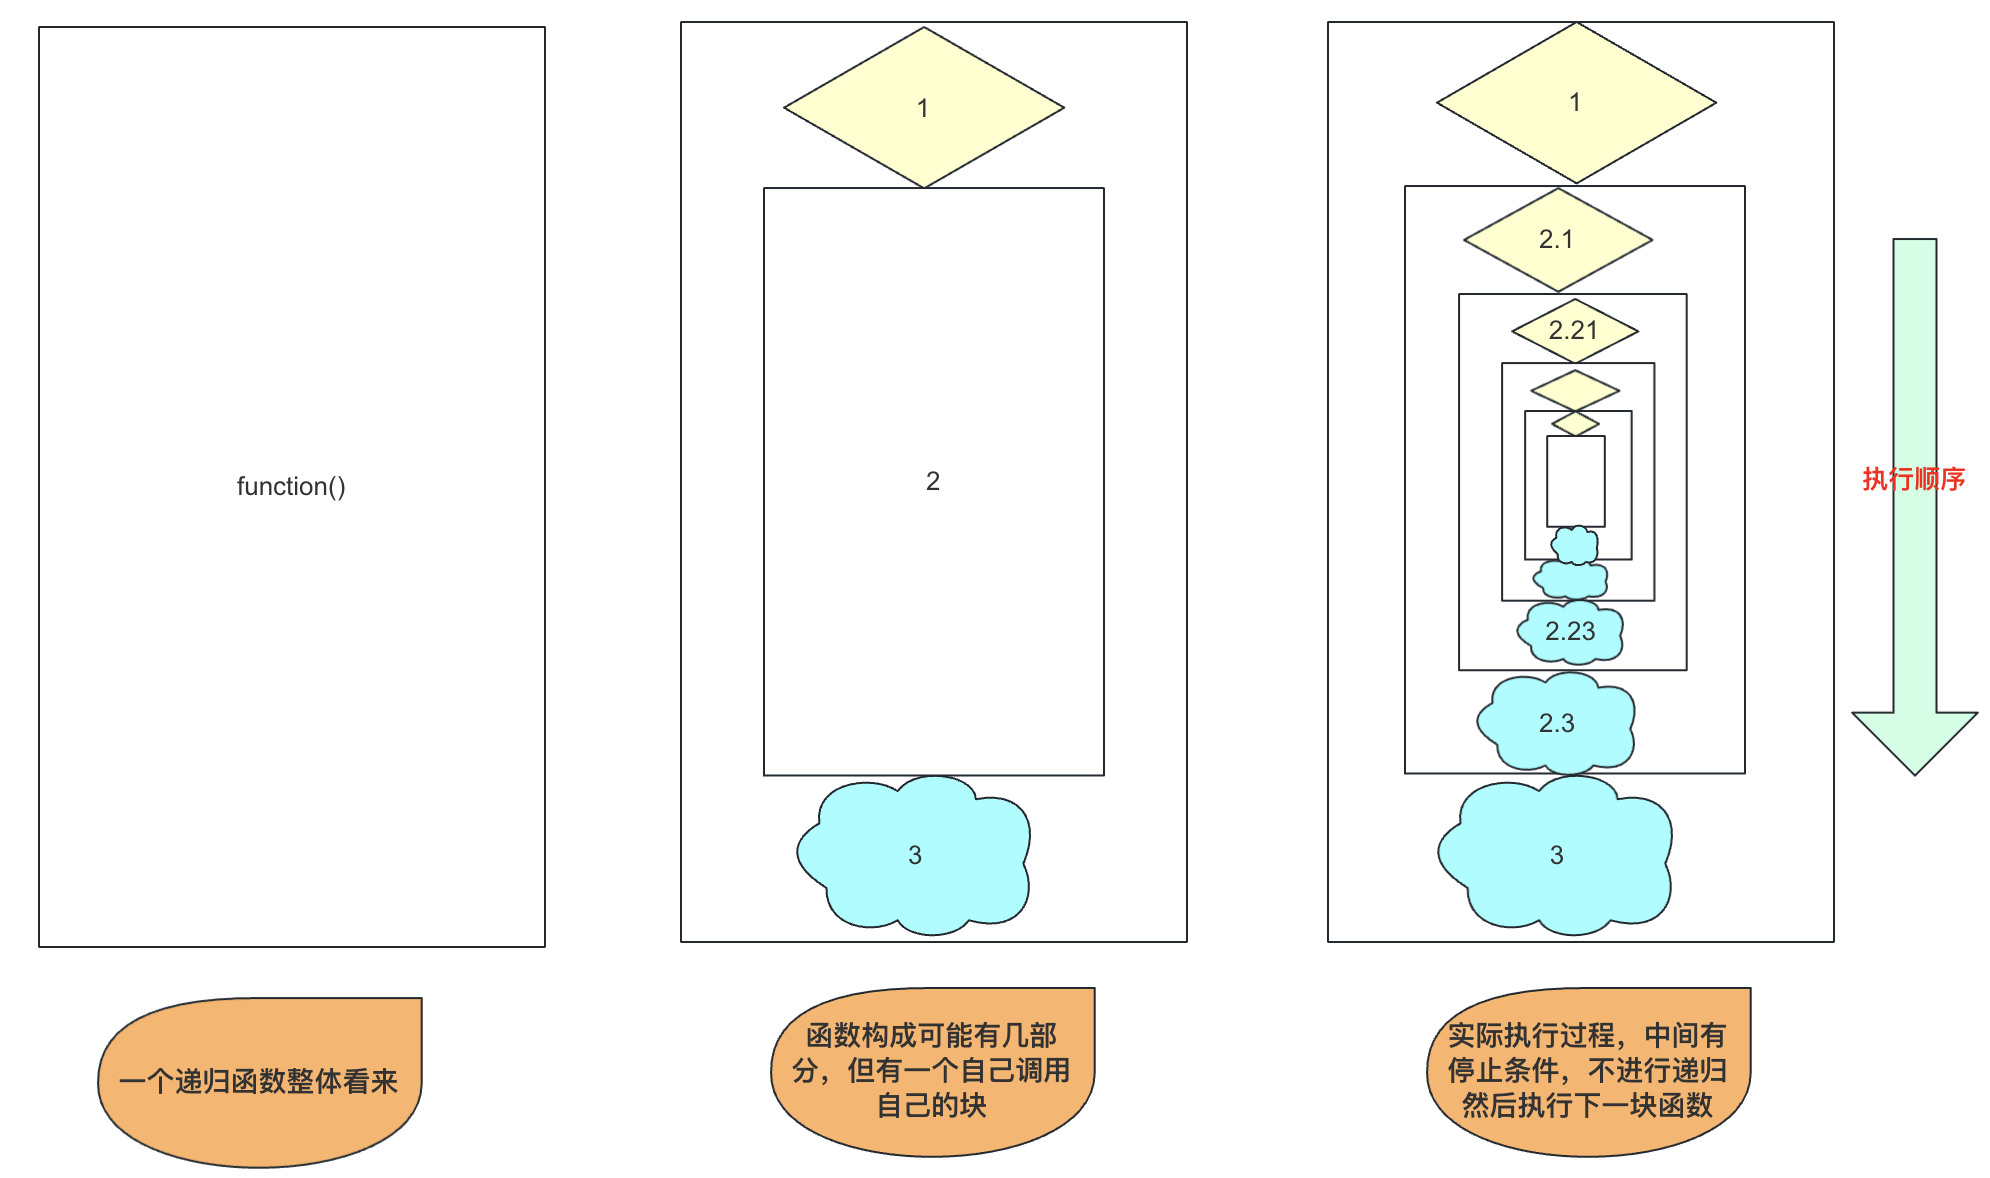 function()
一个递归函数整体看来
1
2
3
函数构成可能有几部
分，但有一个自己调用
自己的块
1
2.1
2.21
2.23
2.3
3
实际执行过程，中间有
停止条件，不进行递归
然后执行下一块函数
执行顺序